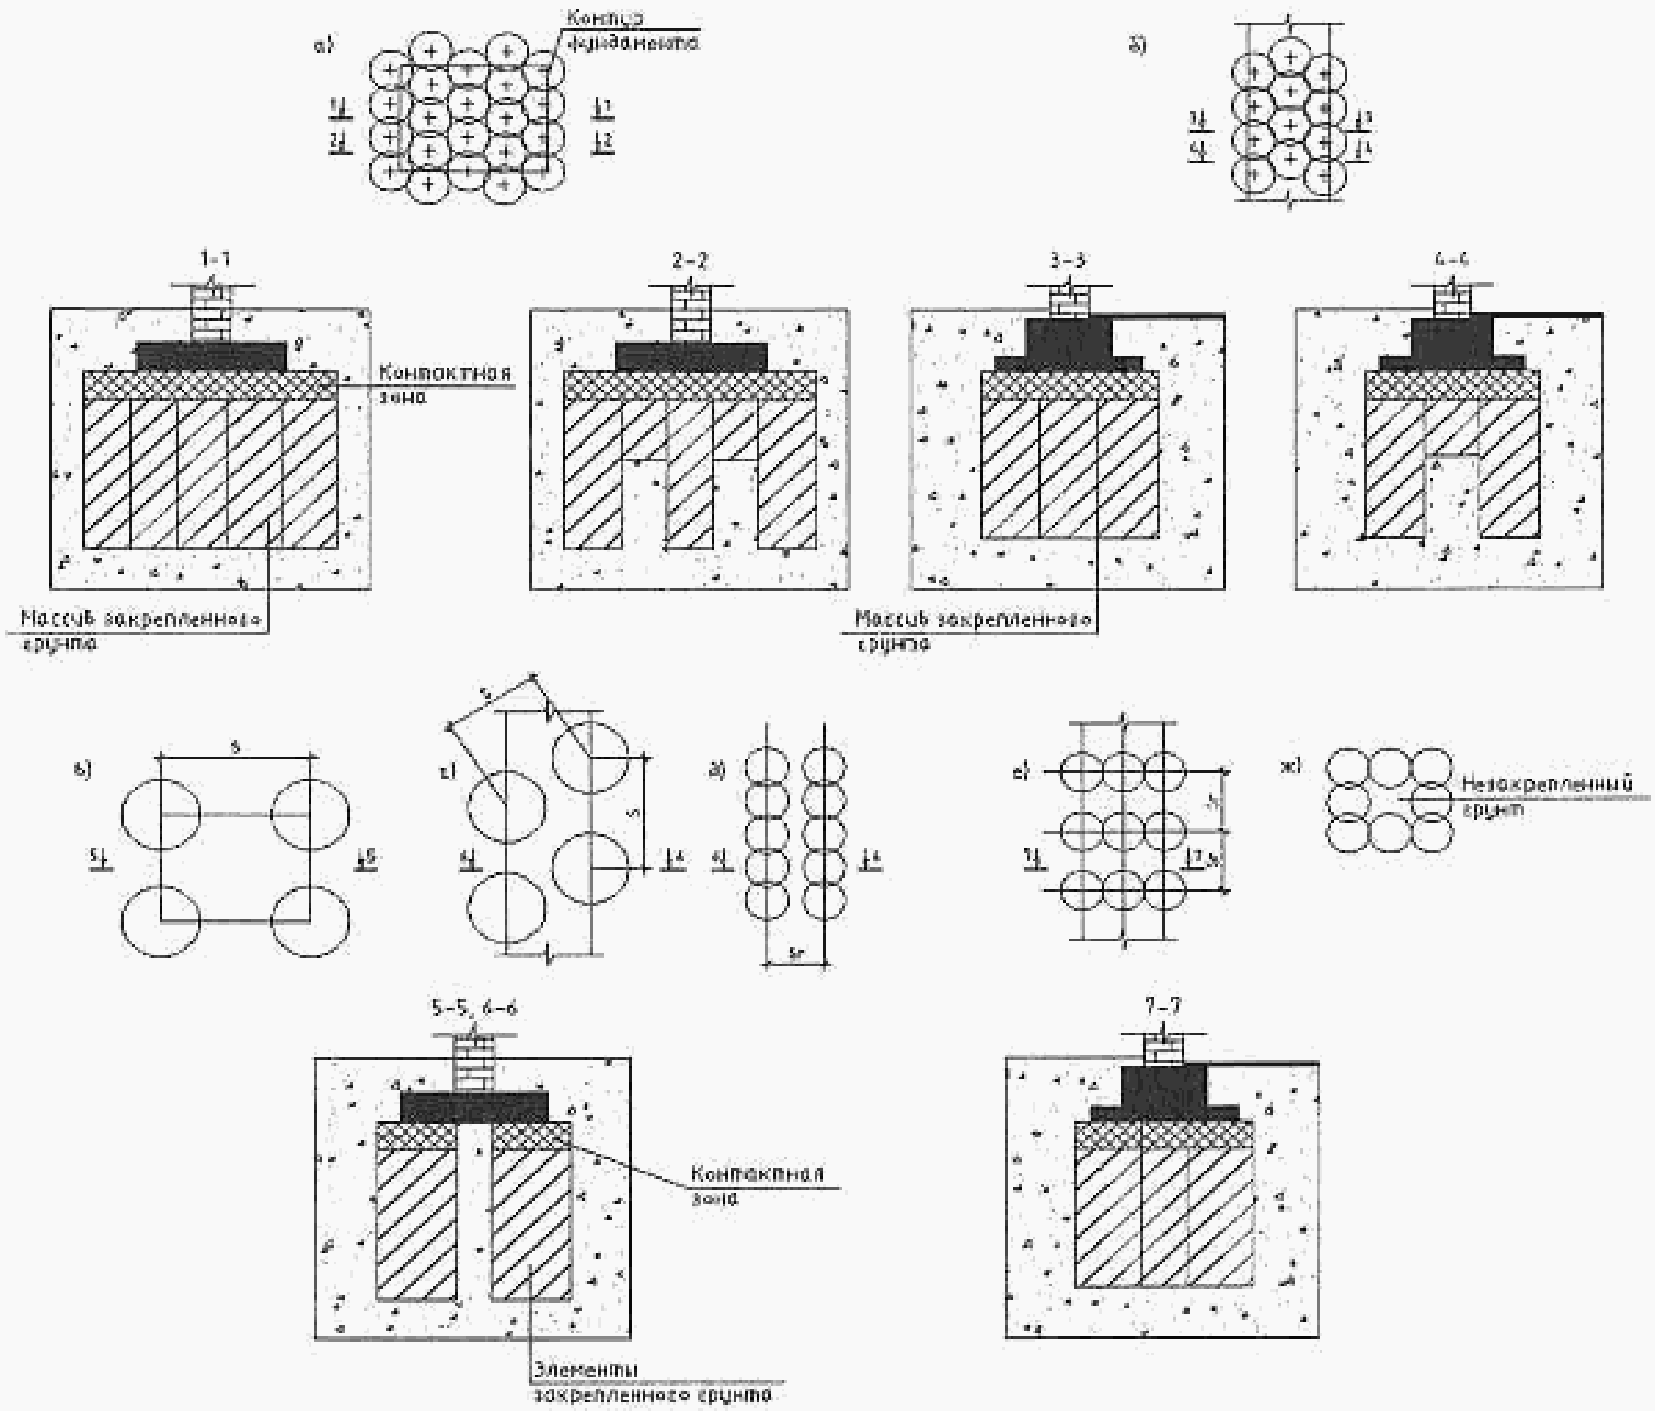 а)
Контур
фундамента
б)
1
1
2
2
3
3
4
4
1-1
2-2
3-3
4-4
Контактная
зона
Массив закрепленного
грунта
Массив закрепленного
грунта
в)
s
г)
s
s
д)
е)
ж)
Незакрепленный
грунт
5
5
6
6
6
6
7
7
sr
5-5, 6-6
7-7
Контактная
зона
Элементы
закрепленного грунта